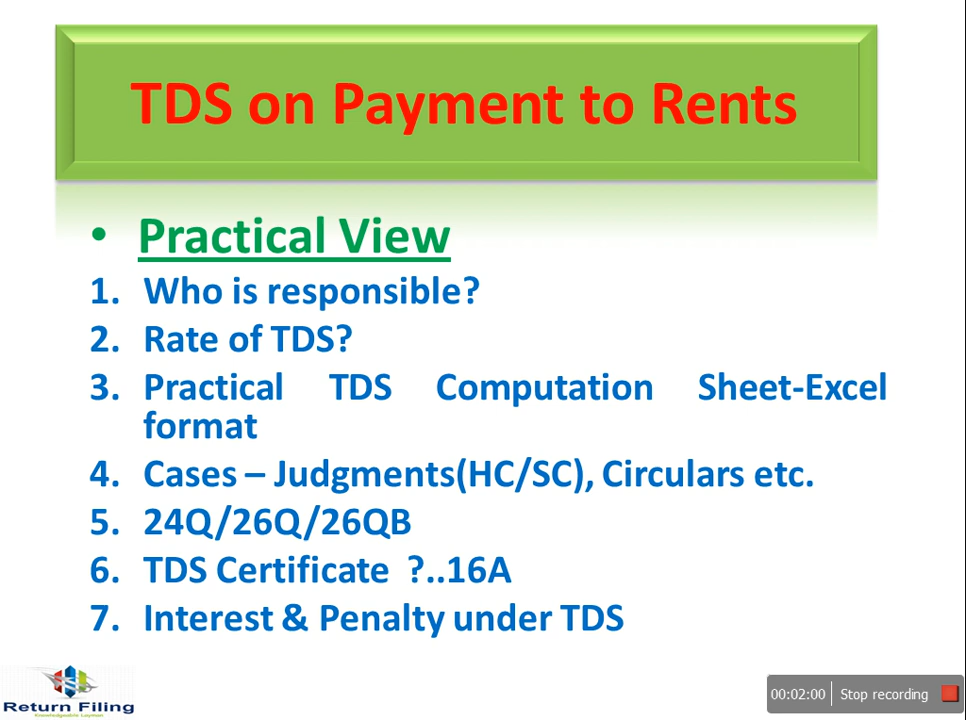 TDS on Payment to Rents
• Practical View
1. Who is responsible?
2. Rate of TDS?
3. Practical TDS Computation Sheet-Excel
format
4. Cases – Judgments(HC/SC), Circulars etc.
5. 24Q/26Q/26QB
6. TDS Certificate ?..16A
7. Interest & Penalty under TDS
Return Filing
Knowledgeable Layman
00:02:00 Stop recording